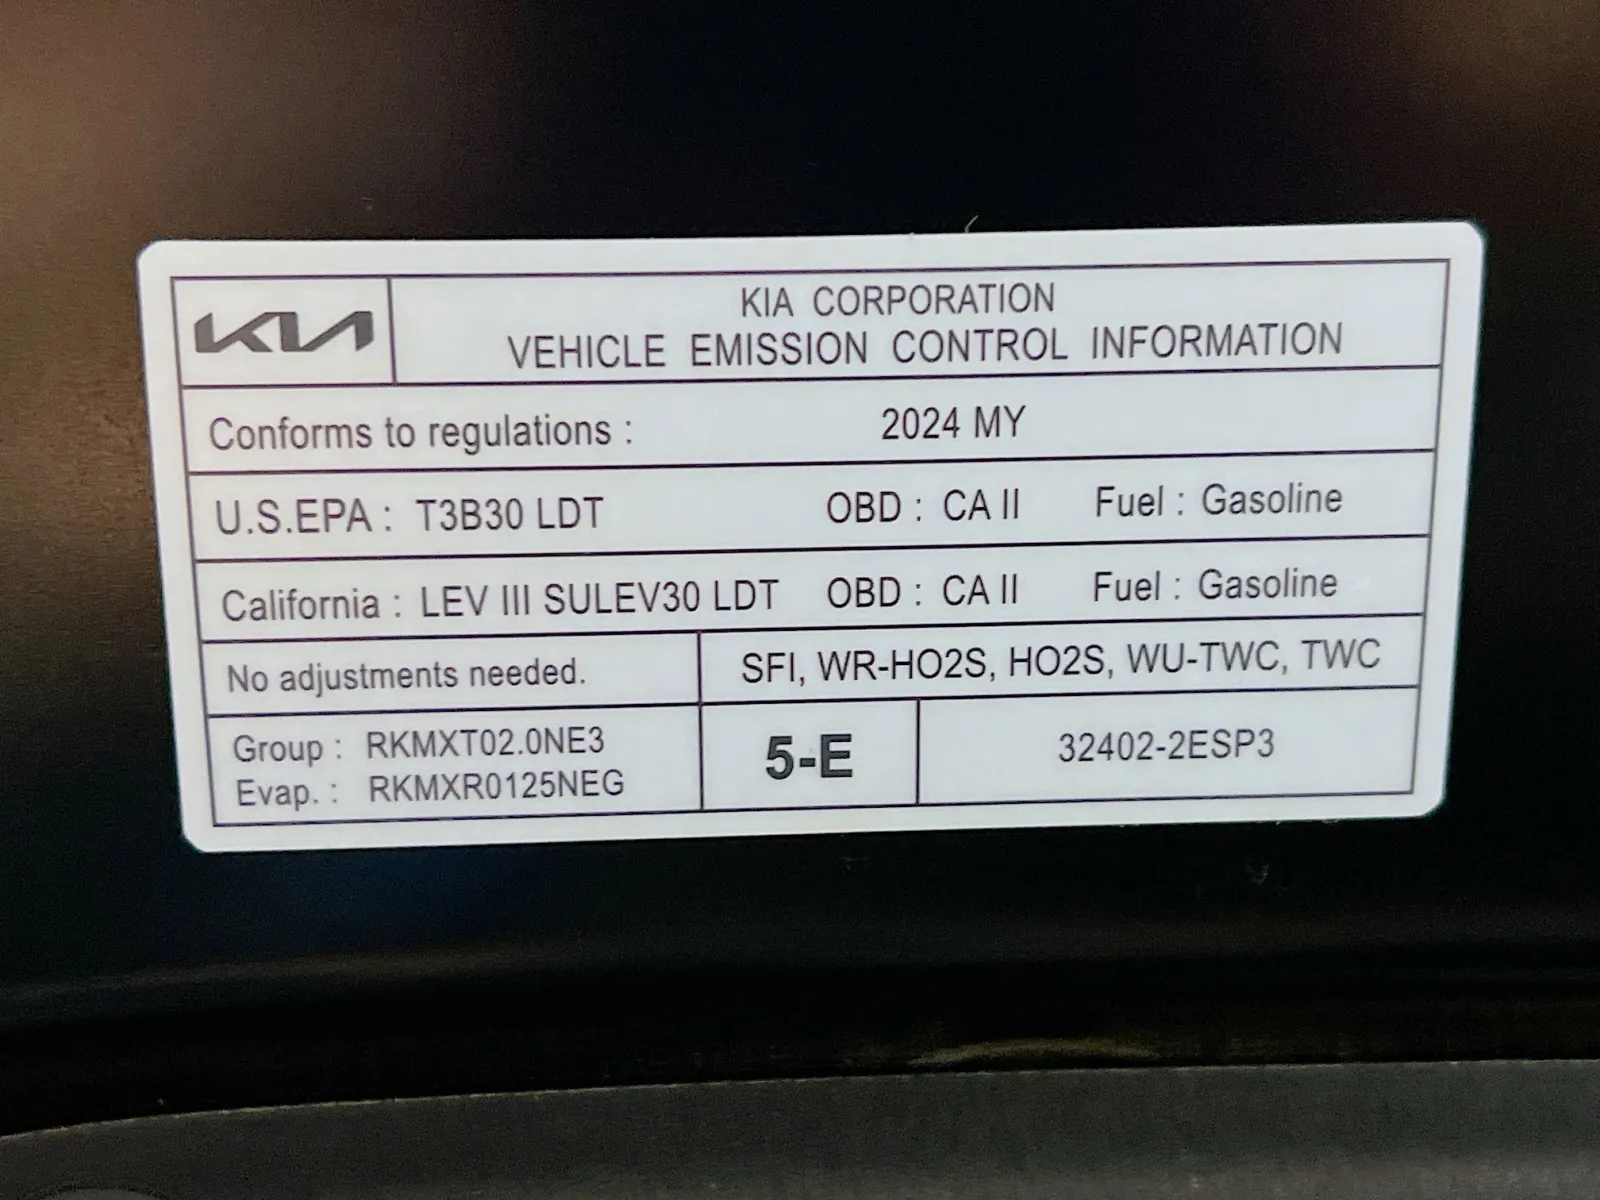 KIA
KIA CORPORATION
VEHICLE EMISSION CONTROL INFORMATION
Conforms to regulations : 2024 MY
U.S.EPA : T3B30 LDT OBD : CA II Fuel : Gasoline
California : LEV III SULEV30 LDT OBD : CA II Fuel : Gasoline
No adjustments needed. SFI, WR-HO2S, HO2S, WU-TWC, TWC
Group : RKMXT02.0NE3
Evap. : RKMXR0125NEG
5-E
32402-2ESP3